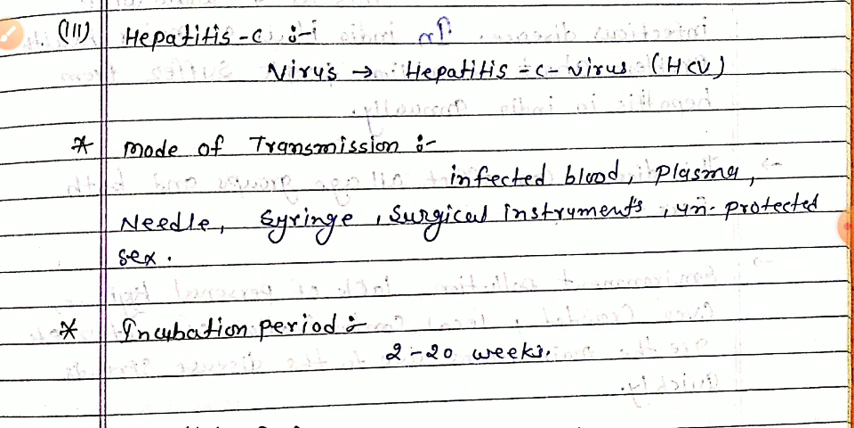 (III) Hepatitis-C :-
Virus → Hepatitis-C-Virus (HCV)
* Mode of Transmission :-
infected blood, Plasma,
Needle, Syringe, Surgical instruments, un-protected
sex.
* Incubation period :-
2-20 weeks.